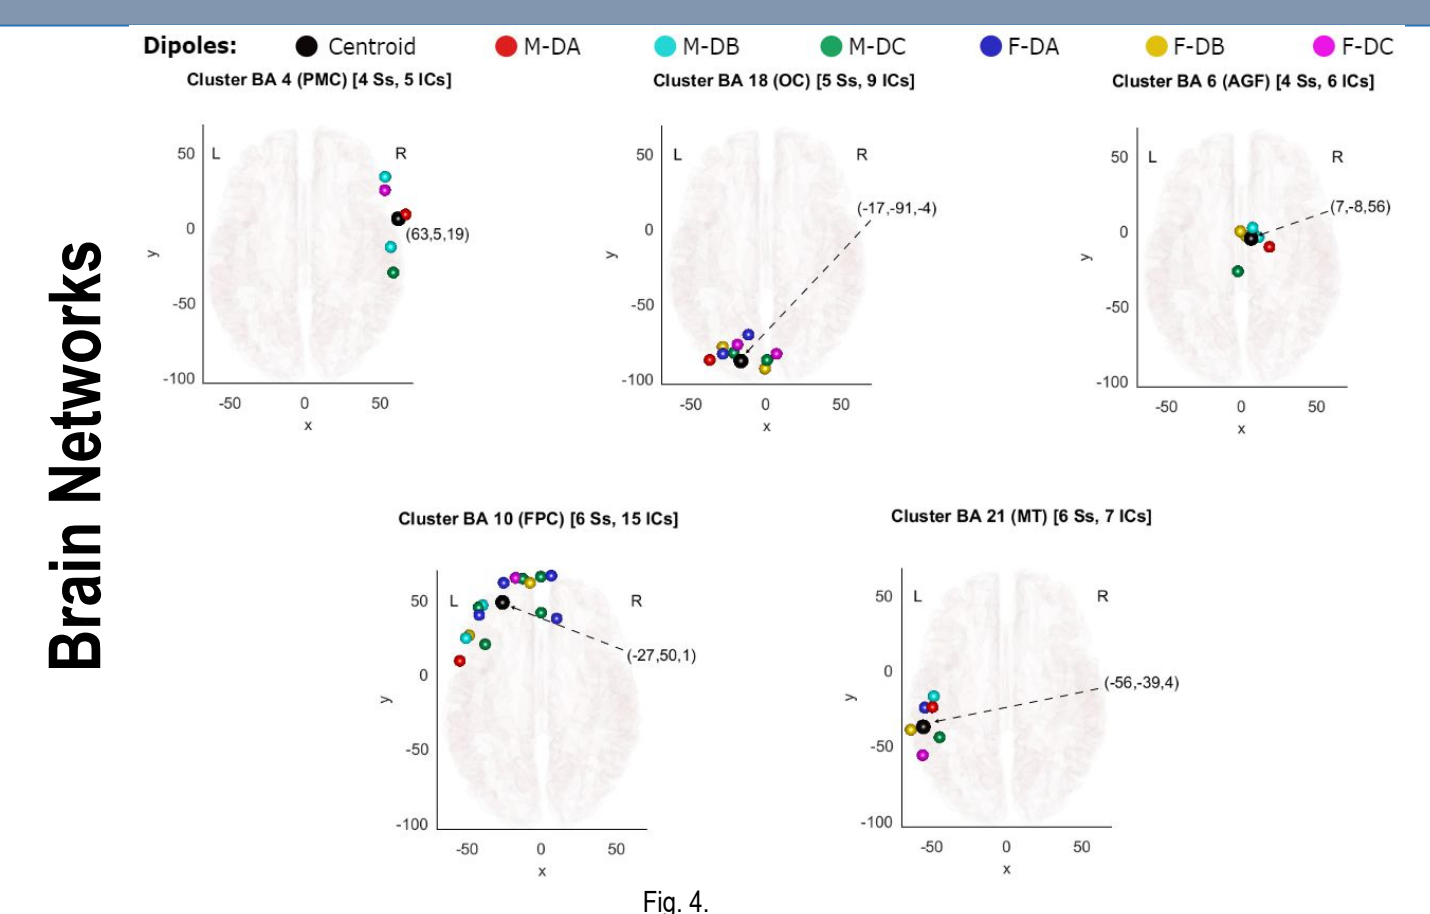 Brain Networks
Dipoles: Centroid M-DA M-DB M-DC F-DA F-DB F-DC
Cluster BA 4 (PMC) [4 Ss, 5 ICs]
L R
50
0
-50
-100
y
(63,5,19)
-50 0 50
x
Cluster BA 18 (OC) [5 Ss, 9 ICs]
L R
50
0
-50
-100
y
(-17,-91,-4)
-50 0 50
x
Cluster BA 6 (AGF) [4 Ss, 6 ICs]
L R
50
0
-50
-100
y
(7,-8,56)
-50 0 50
x
Cluster BA 10 (FPC) [6 Ss, 15 ICs]
L R
50
0
-50
-100
y
(-27,50,1)
-50 0 50
x
Cluster BA 21 (MT) [6 Ss, 7 ICs]
L R
50
0
-50
-100
y
(-56,-39,4)
-50 0 50
x
Fig. 4.